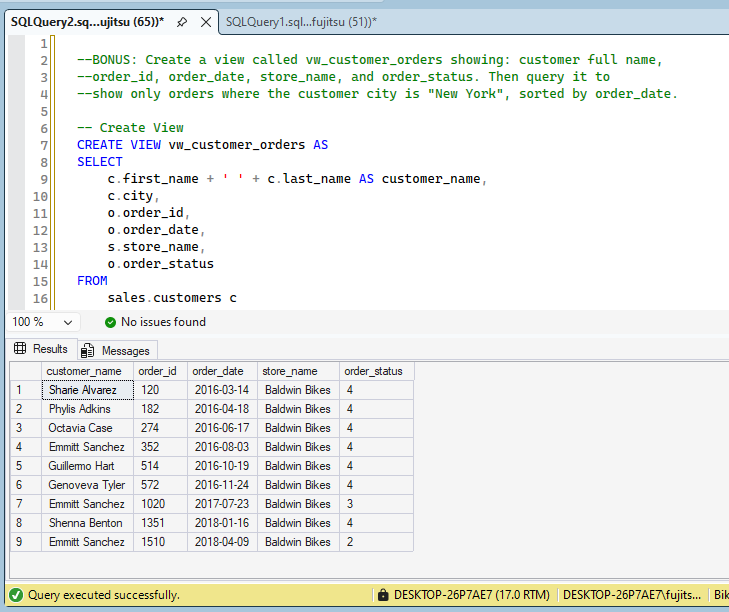 SQLQuery2.sq...ujitsu (65))* SQLQuery1.sql...fujitsu (51))*
1
2 --BONUS: Create a view called vw_customer_orders showing: customer full name,
3 --order_id, order_date, store_name, and order_status. Then query it to
4 --show only orders where the customer city is "New York", sorted by order_date.
5
6 -- Create View
7 CREATE VIEW vw_customer_orders AS
8 SELECT
9 c.first_name + ' ' + c.last_name AS customer_name,
10 c.city,
11 o.order_id,
12 o.order_date,
13 s.store_name,
14 o.order_status
15 FROM
16 sales.customers c
100 % No issues found
Results Messages
customer_name order_id order_date store_name order_status
1 Sharie Alvarez 120 2016-03-14 Baldwin Bikes 4
2 Phylis Adkins 182 2016-04-18 Baldwin Bikes 4
3 Octavia Case 274 2016-06-17 Baldwin Bikes 4
4 Emmitt Sanchez 352 2016-08-03 Baldwin Bikes 4
5 Guillermo Hart 514 2016-10-19 Baldwin Bikes 4
6 Genoveva Tyler 572 2016-11-24 Baldwin Bikes 4
7 Emmitt Sanchez 1020 2017-07-23 Baldwin Bikes 3
8 Shenna Benton 1351 2018-01-16 Baldwin Bikes 4
9 Emmitt Sanchez 1510 2018-04-09 Baldwin Bikes 2
Query executed successfully. DESKTOP-26P7AE7 (17.0 RTM) DESKTOP-26P7AE7\fujits... Bik